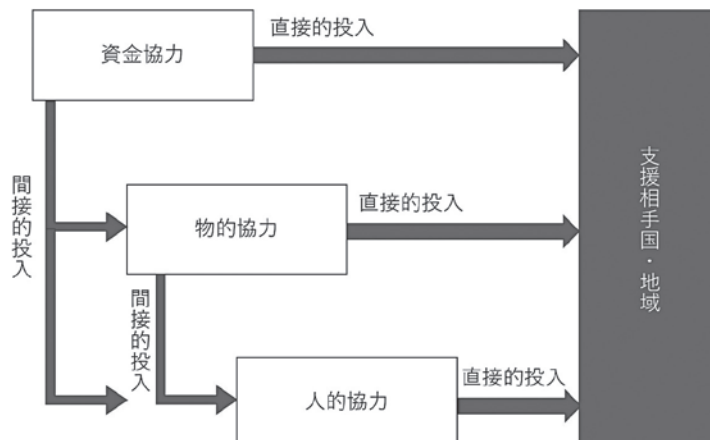 資金協力
直接的投入
間接的投入
物的協力
直接的投入
間接的投入
人的協力
直接的投入
支援相手国・地域